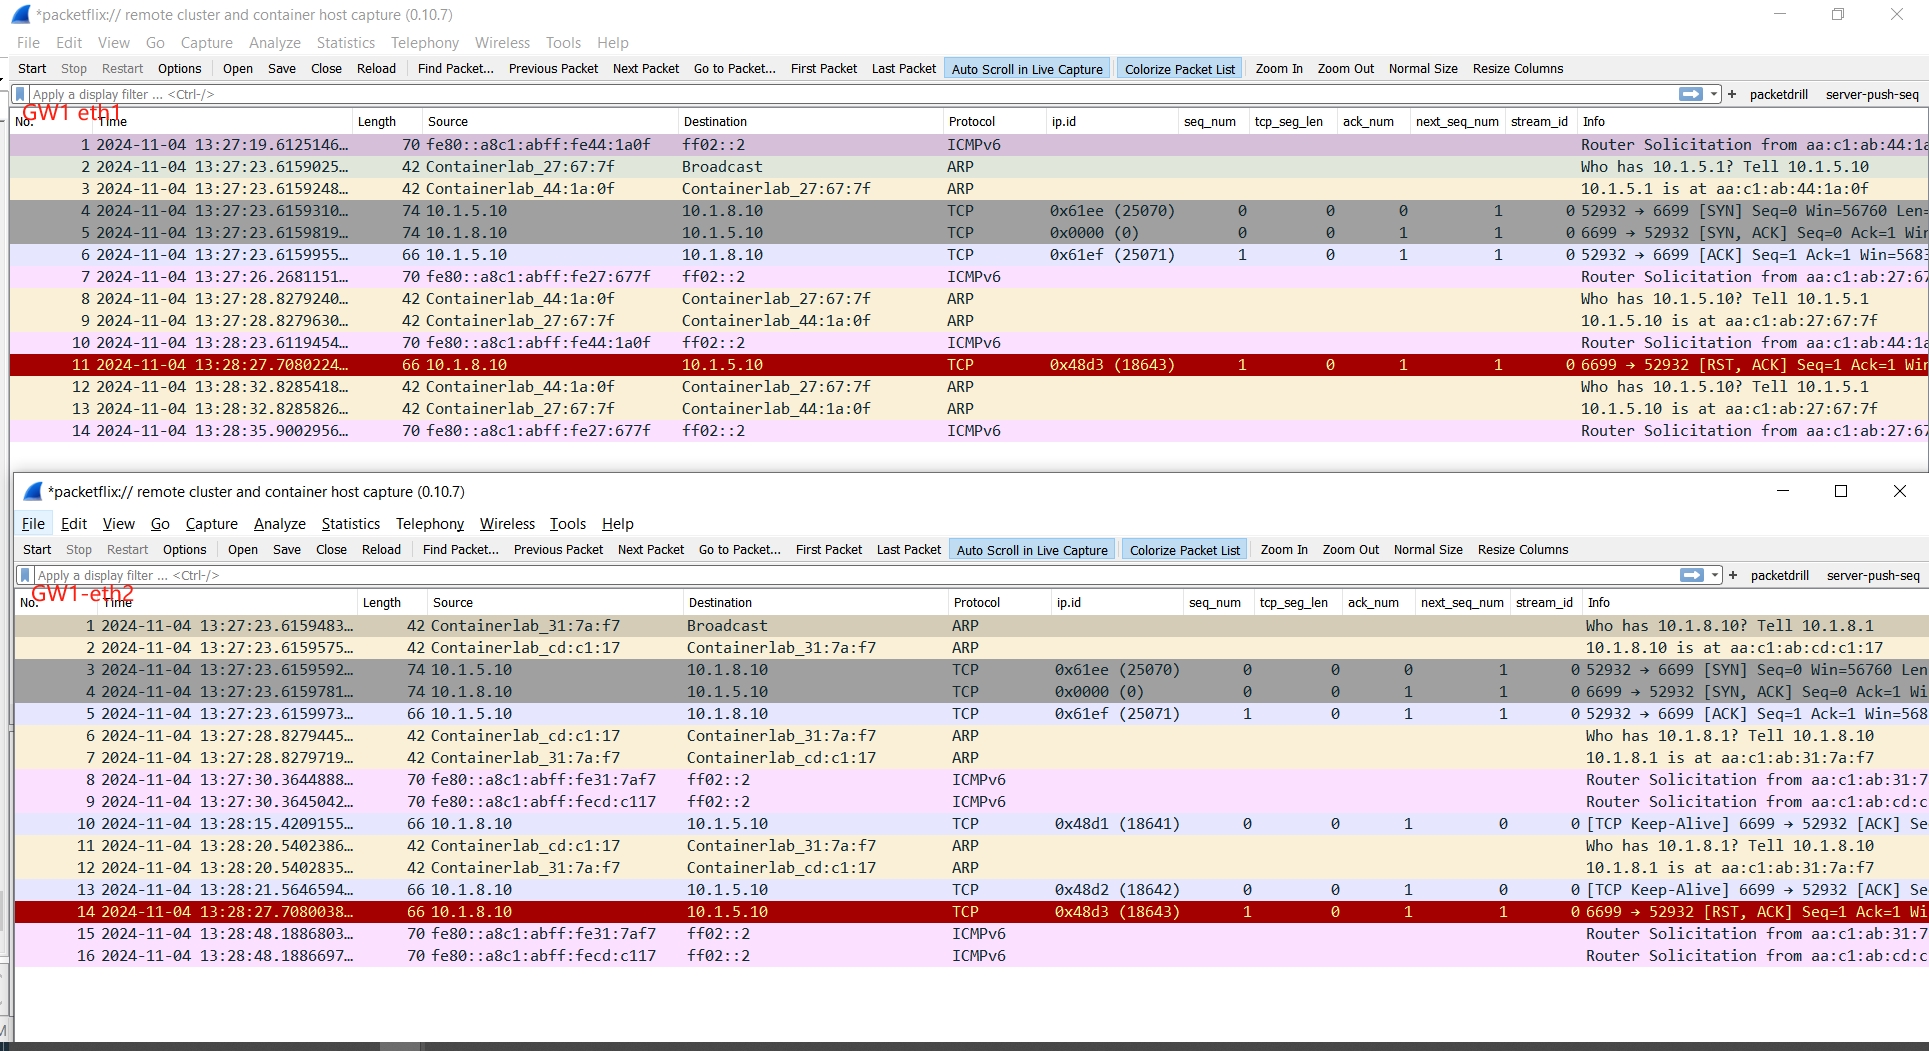 *packetflix:// remote cluster and container host capture (0.10.7)
File Edit View Go Capture Analyze Statistics Telephony Wireless Tools Help
Start Stop Restart Options Open Save Close Reload Find Packet... Previous Packet Next Packet Go to Packet... First Packet Last Packet Auto Scroll in Live Capture Colorize Packet List Zoom In Zoom Out Normal Size Resize Columns
Apply a display filter ... <Ctrl-/> + packetdrill server-push-seq
GW1 eth1
No. Time Length Source Destination Protocol ip.id seq_num tcp_seg_len ack_num next_seq_num stream_id Info
1 2024-11-04 13:27:19.6125146… 70 fe80::a8c1:abff:fe44:1a0f ff02::2 ICMPv6 Router Solicitation from aa:c1:ab:44:1a
2 2024-11-04 13:27:23.6159025… 42 Containerlab_27:67:7f Broadcast ARP Who has 10.1.5.1? Tell 10.1.5.10
3 2024-11-04 13:27:23.6159248… 42 Containerlab_44:1a:0f Containerlab_27:67:7f ARP 10.1.5.1 is at aa:c1:ab:44:1a:0f
4 2024-11-04 13:27:23.6159310… 74 10.1.5.10 10.1.8.10 TCP 0x61ee (25070) 0 0 0 1 0 52932 → 6699 [SYN] Seq=0 Win=56760 Len=
5 2024-11-04 13:27:23.6159819… 74 10.1.8.10 10.1.5.10 TCP 0x0000 (0) 0 0 1 1 0 6699 → 52932 [SYN, ACK] Seq=0 Ack=1 Win
6 2024-11-04 13:27:23.6159955… 66 10.1.5.10 10.1.8.10 TCP 0x61ef (25071) 1 0 1 1 0 52932 → 6699 [ACK] Seq=1 Ack=1 Win=5683
7 2024-11-04 13:27:26.2681151… 70 fe80::a8c1:abff:fe27:677f ff02::2 ICMPv6 Router Solicitation from aa:c1:ab:27:67
8 2024-11-04 13:27:28.8279240… 42 Containerlab_44:1a:0f Containerlab_27:67:7f ARP Who has 10.1.5.10? Tell 10.1.5.1
9 2024-11-04 13:27:28.8279630… 42 Containerlab_27:67:7f Containerlab_44:1a:0f ARP 10.1.5.10 is at aa:c1:ab:27:67:7f
10 2024-11-04 13:28:23.6119454… 70 fe80::a8c1:abff:fe44:1a0f ff02::2 ICMPv6 Router Solicitation from aa:c1:ab:44:1a
11 2024-11-04 13:28:27.7080224… 66 10.1.8.10 10.1.5.10 TCP 0x48d3 (18643) 1 0 1 1 0 6699 → 52932 [RST, ACK] Seq=1 Ack=1 Win
12 2024-11-04 13:28:32.8285418… 42 Containerlab_44:1a:0f Containerlab_27:67:7f ARP Who has 10.1.5.10? Tell 10.1.5.1
13 2024-11-04 13:28:32.8285826… 42 Containerlab_27:67:7f Containerlab_44:1a:0f ARP 10.1.5.10 is at aa:c1:ab:27:67:7f
14 2024-11-04 13:28:35.9002956… 70 fe80::a8c1:abff:fe27:677f ff02::2 ICMPv6 Router Solicitation from aa:c1:ab:27:67
*packetflix:// remote cluster and container host capture (0.10.7)
File Edit View Go Capture Analyze Statistics Telephony Wireless Tools Help
Start Stop Restart Options Open Save Close Reload Find Packet... Previous Packet Next Packet Go to Packet... First Packet Last Packet Auto Scroll in Live Capture Colorize Packet List Zoom In Zoom Out Normal Size Resize Columns
Apply a display filter ... <Ctrl-/> + packetdrill server-push-seq
GW1-eth2
No. Time Length Source Destination Protocol ip.id seq_num tcp_seg_len ack_num next_seq_num stream_id Info
1 2024-11-04 13:27:23.6159483… 42 Containerlab_31:7a:f7 Broadcast ARP Who has 10.1.8.10? Tell 10.1.8.1
2 2024-11-04 13:27:23.6159575… 42 Containerlab_cd:c1:17 Containerlab_31:7a:f7 ARP 10.1.8.10 is at aa:c1:ab:cd:c1:17
3 2024-11-04 13:27:23.6159592… 74 10.1.5.10 10.1.8.10 TCP 0x61ee (25070) 0 0 0 1 0 52932 → 6699 [SYN] Seq=0 Win=56760 Len
4 2024-11-04 13:27:23.6159781… 74 10.1.8.10 10.1.5.10 TCP 0x0000 (0) 0 0 1 1 0 6699 → 52932 [SYN, ACK] Seq=0 Ack=1 Wi
5 2024-11-04 13:27:23.6159973… 66 10.1.5.10 10.1.8.10 TCP 0x61ef (25071) 1 0 1 1 0 52932 → 6699 [ACK] Seq=1 Ack=1 Win=568
6 2024-11-04 13:27:28.8279445… 42 Containerlab_cd:c1:17 Containerlab_31:7a:f7 ARP Who has 10.1.8.1? Tell 10.1.8.10
7 2024-11-04 13:27:28.8279719… 42 Containerlab_31:7a:f7 Containerlab_cd:c1:17 ARP 10.1.8.1 is at aa:c1:ab:31:7a:f7
8 2024-11-04 13:27:30.3644888… 70 fe80::a8c1:abff:fe31:7af7 ff02::2 ICMPv6 Router Solicitation from aa:c1:ab:31:7
9 2024-11-04 13:27:30.3645042… 70 fe80::a8c1:abff:fecd:c117 ff02::2 ICMPv6 Router Solicitation from aa:c1:ab:cd:c
10 2024-11-04 13:28:15.4209155… 66 10.1.8.10 10.1.5.10 TCP 0x48d1 (18641) 0 0 1 0 0 [TCP Keep-Alive] 6699 → 52932 [ACK] Se
11 2024-11-04 13:28:20.5402386… 42 Containerlab_cd:c1:17 Containerlab_31:7a:f7 ARP Who has 10.1.8.1? Tell 10.1.8.10
12 2024-11-04 13:28:20.5402835… 42 Containerlab_31:7a:f7 Containerlab_cd:c1:17 ARP 10.1.8.1 is at aa:c1:ab:31:7a:f7
13 2024-11-04 13:28:21.5646594… 66 10.1.8.10 10.1.5.10 TCP 0x48d2 (18642) 0 0 1 0 0 [TCP Keep-Alive] 6699 → 52932 [ACK] Se
14 2024-11-04 13:28:27.7080038… 66 10.1.8.10 10.1.5.10 TCP 0x48d3 (18643) 1 0 1 1 0 6699 → 52932 [RST, ACK] Seq=1 Ack=1 Wi
15 2024-11-04 13:28:48.1886803… 70 fe80::a8c1:abff:fe31:7af7 ff02::2 ICMPv6 Router Solicitation from aa:c1:ab:31:7
16 2024-11-04 13:28:48.1886697… 70 fe80::a8c1:abff:fecd:c117 ff02::2 ICMPv6 Router Solicitation from aa:c1:ab:cd:c